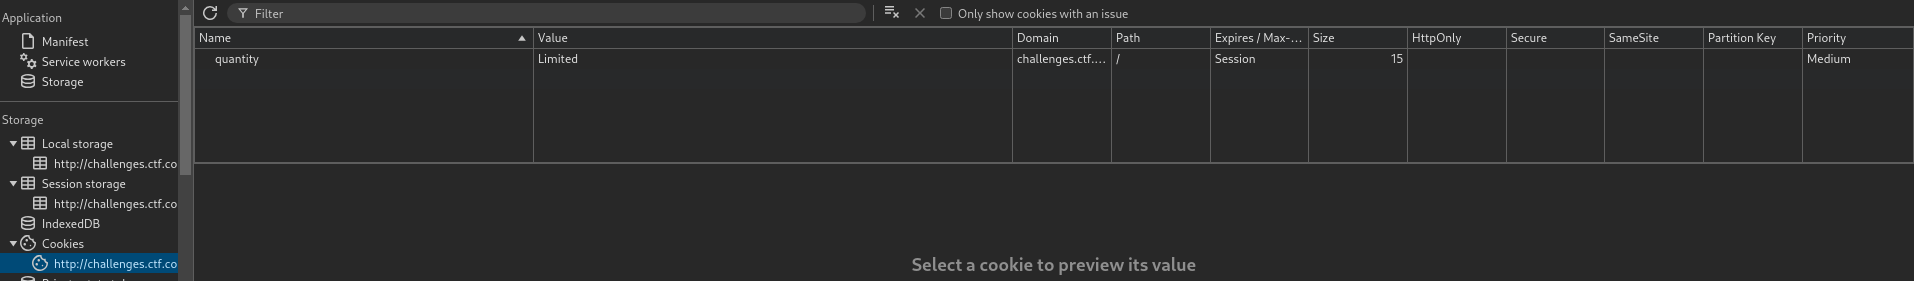 Application
Manifest
Service workers
Storage
Storage
Local storage
http://challenges.ctf.co
Session storage
http://challenges.ctf.co
IndexedDB
Cookies
http://challenges.ctf.co
Filter
Only show cookies with an issue
Name Value Domain Path Expires / Max-... Size HttpOnly Secure SameSite Partition Key Priority
quantity Limited challenges.ctf.... / Session 15 Medium
Select a cookie to preview its value